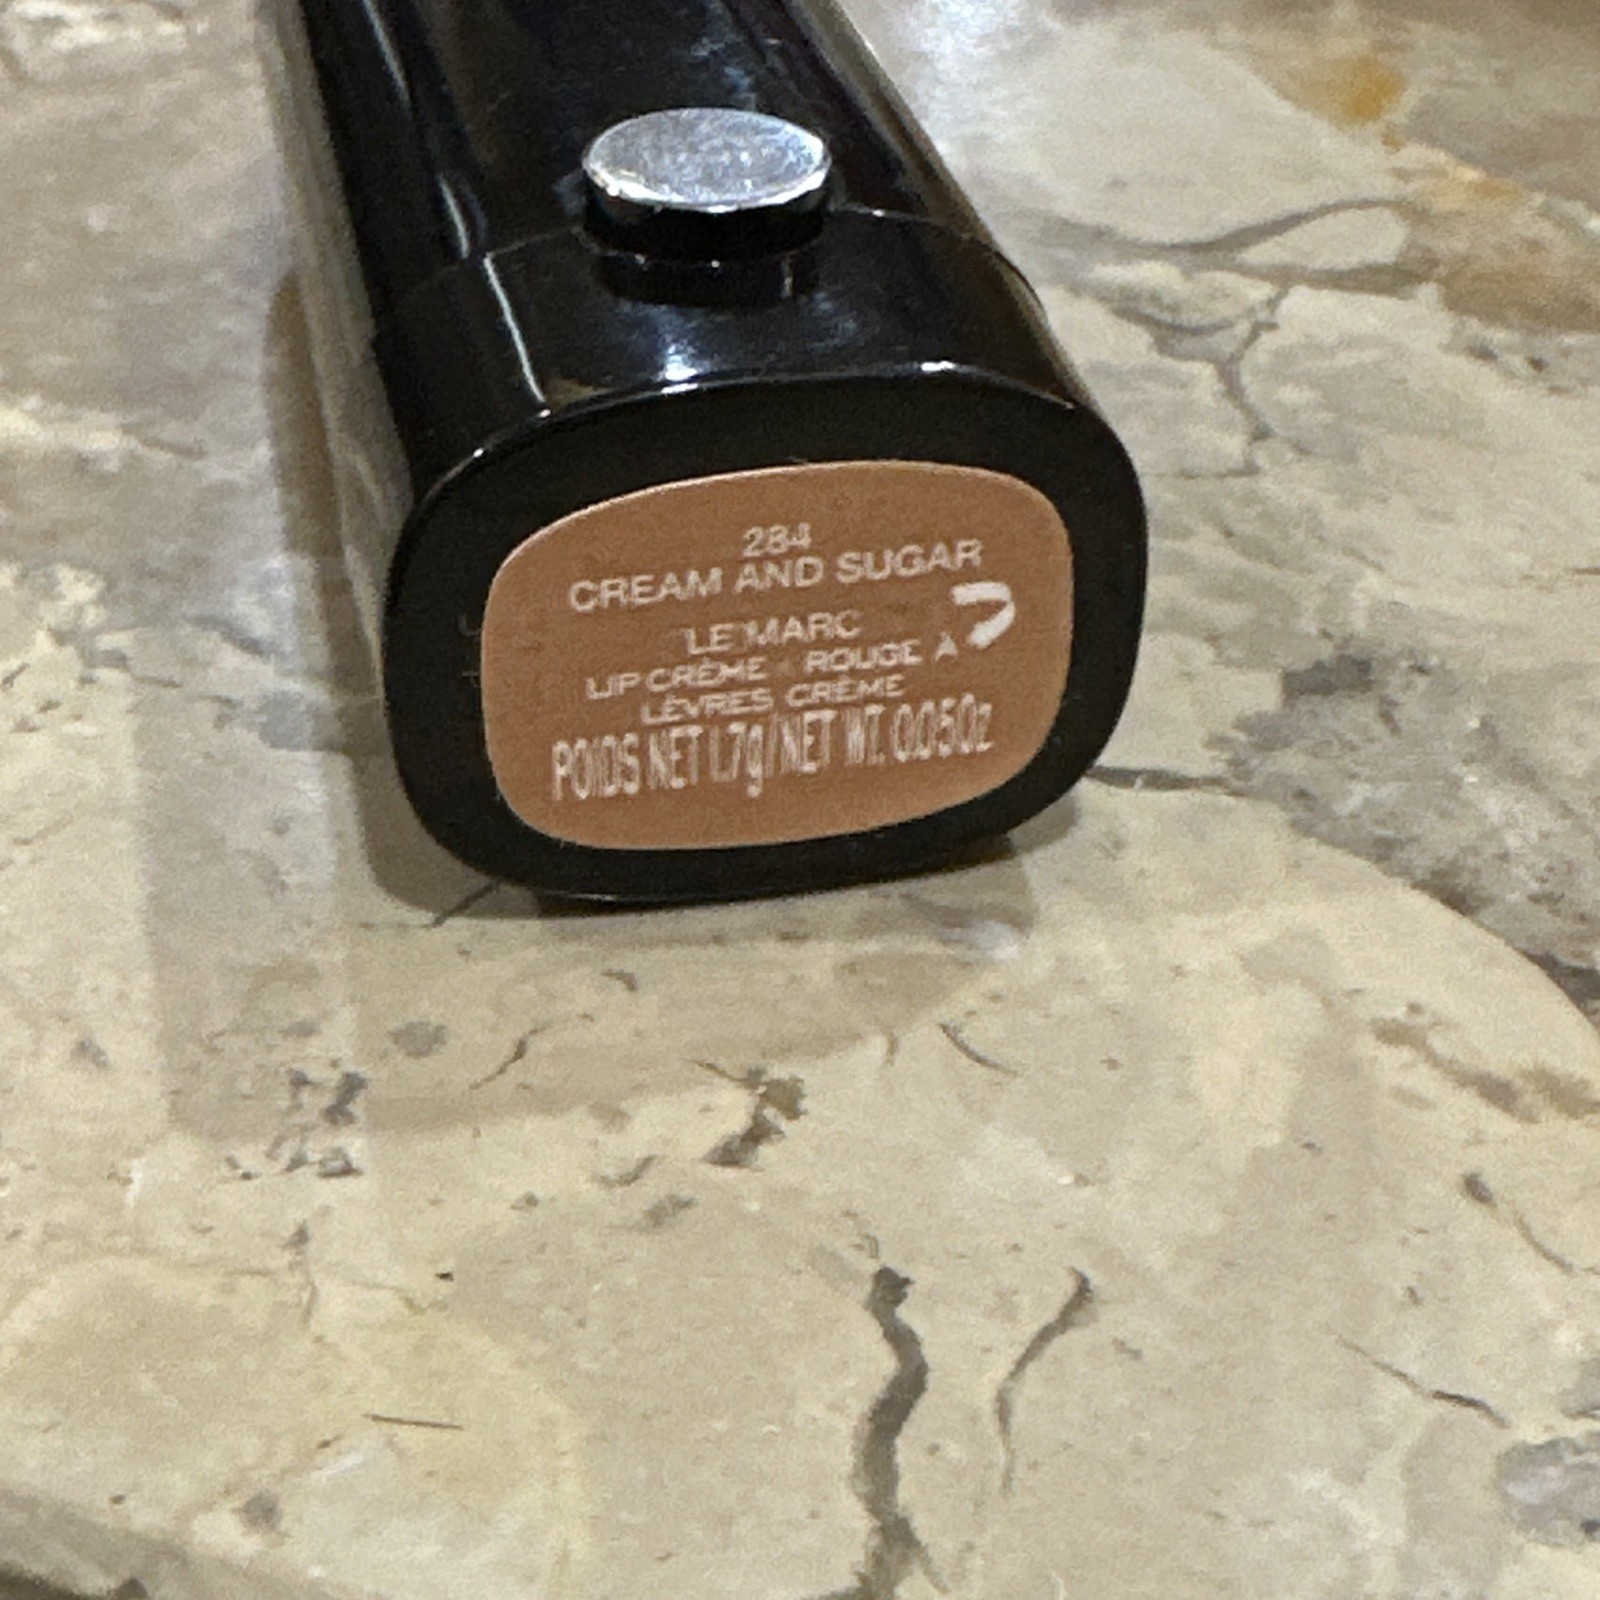 284
CREAM AND SUGAR
LE MARC
LIP CRÈME · ROUGE À
LÈVRES CRÈME
POIDS NET 1.7g/NET WT. 0.05Oz